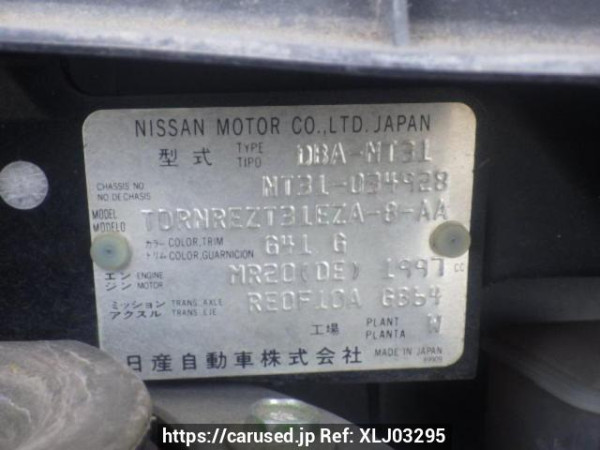 NISSAN MOTOR CO.,LTD. JAPAN
型式 TYPE TIPO DBA-NT31
CHASSIS NO NO DE CHASIS NT31-034928
MODEL MODELO TDRNREZT31EZA-8-AA
カラー トリム COLOR,TRIM COLOR,GUARNICION G41 G
エンジン ENGINE MOTOR MR20(DE) 1997 cc
ミッション アクスル TRANS. AXLE TRANS. EJE RE0F10A GB54
工場 PLANT PLANTA W
日産自動車株式会社 MADE IN JAPAN
https://carused.jp Ref: XLJ03295